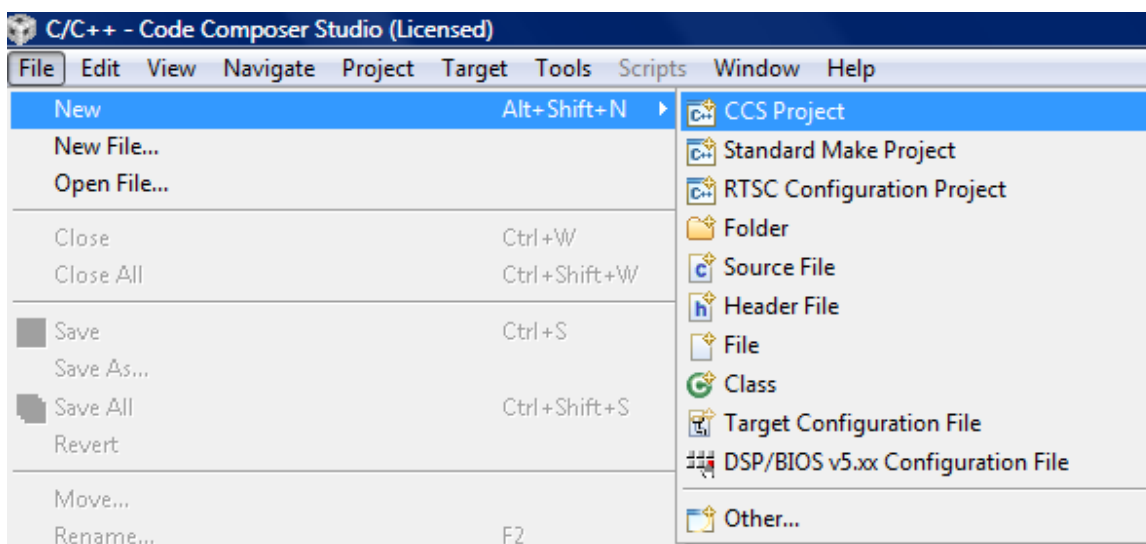 C/C++ - Code Composer Studio (Licensed)
File Edit View Navigate Project Target Tools Scripts Window Help
New Alt+Shift+N
New File...
Open File...
Close Ctrl+W
Close All Ctrl+Shift+W
Save Ctrl+S
Save As...
Save All Ctrl+Shift+S
Revert
Move...
Rename... F2
CCS Project
Standard Make Project
RTSC Configuration Project
Folder
Source File
Header File
File
Class
Target Configuration File
DSP/BIOS v5.xx Configuration File
Other...